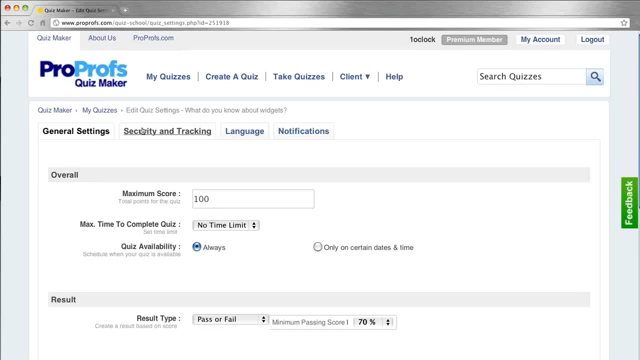 Quiz Maker - Edit Quiz Setti
www.proprofs.com/quiz-school/quiz_settings.php?id=251918
Quiz Maker About Us ProProfs.com 1oclock Premium Member My Account Logout
ProProfs
Quiz Maker
My Quizzes Create A Quiz Take Quizzes Client ▼ Help Search Quizzes
Quiz Maker My Quizzes Edit Quiz Settings - What do you know about widgets?
General Settings Security and Tracking Language Notifications
Overall
Maximum Score : 100
Total points for the quiz
Max. Time To Complete Quiz : No Time Limit
Set time limit
Quiz Availability : Always Only on certain dates & time
Schedule when your quiz is available
Feedback
Result
Result Type : Pass or Fail Minimum Passing Score 70 %
Create a result based on score